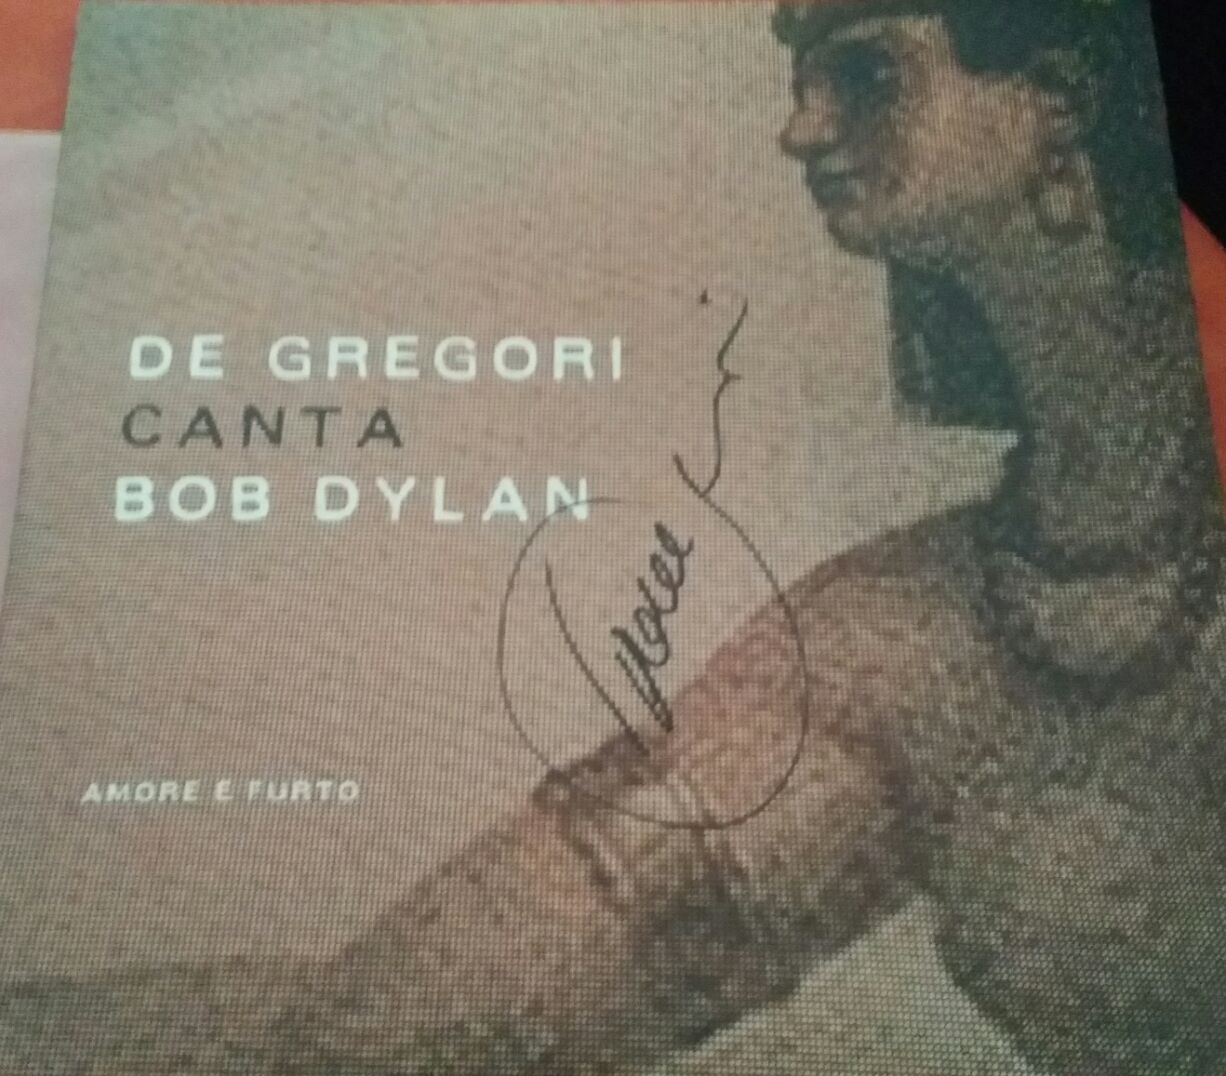 DE GREGORI
CANTA
BOB DYLAN
AMORE E FURTO